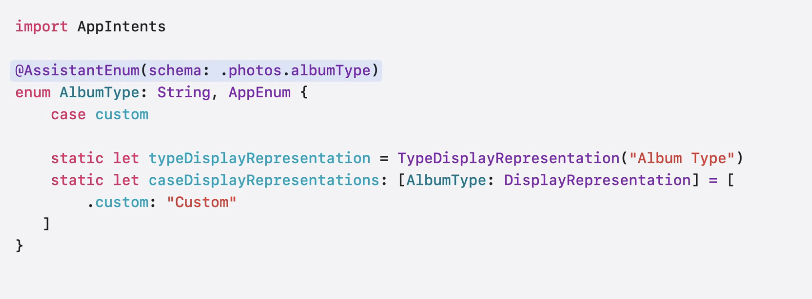 import AppIntents
@AssistantEnum(schema: .photos.albumType)
enum AlbumType: String, AppEnum {
case custom
static let typeDisplayRepresentation = TypeDisplayRepresentation("Album Type")
static let caseDisplayRepresentations: [AlbumType: DisplayRepresentation] = [
.custom: "Custom"
]
}